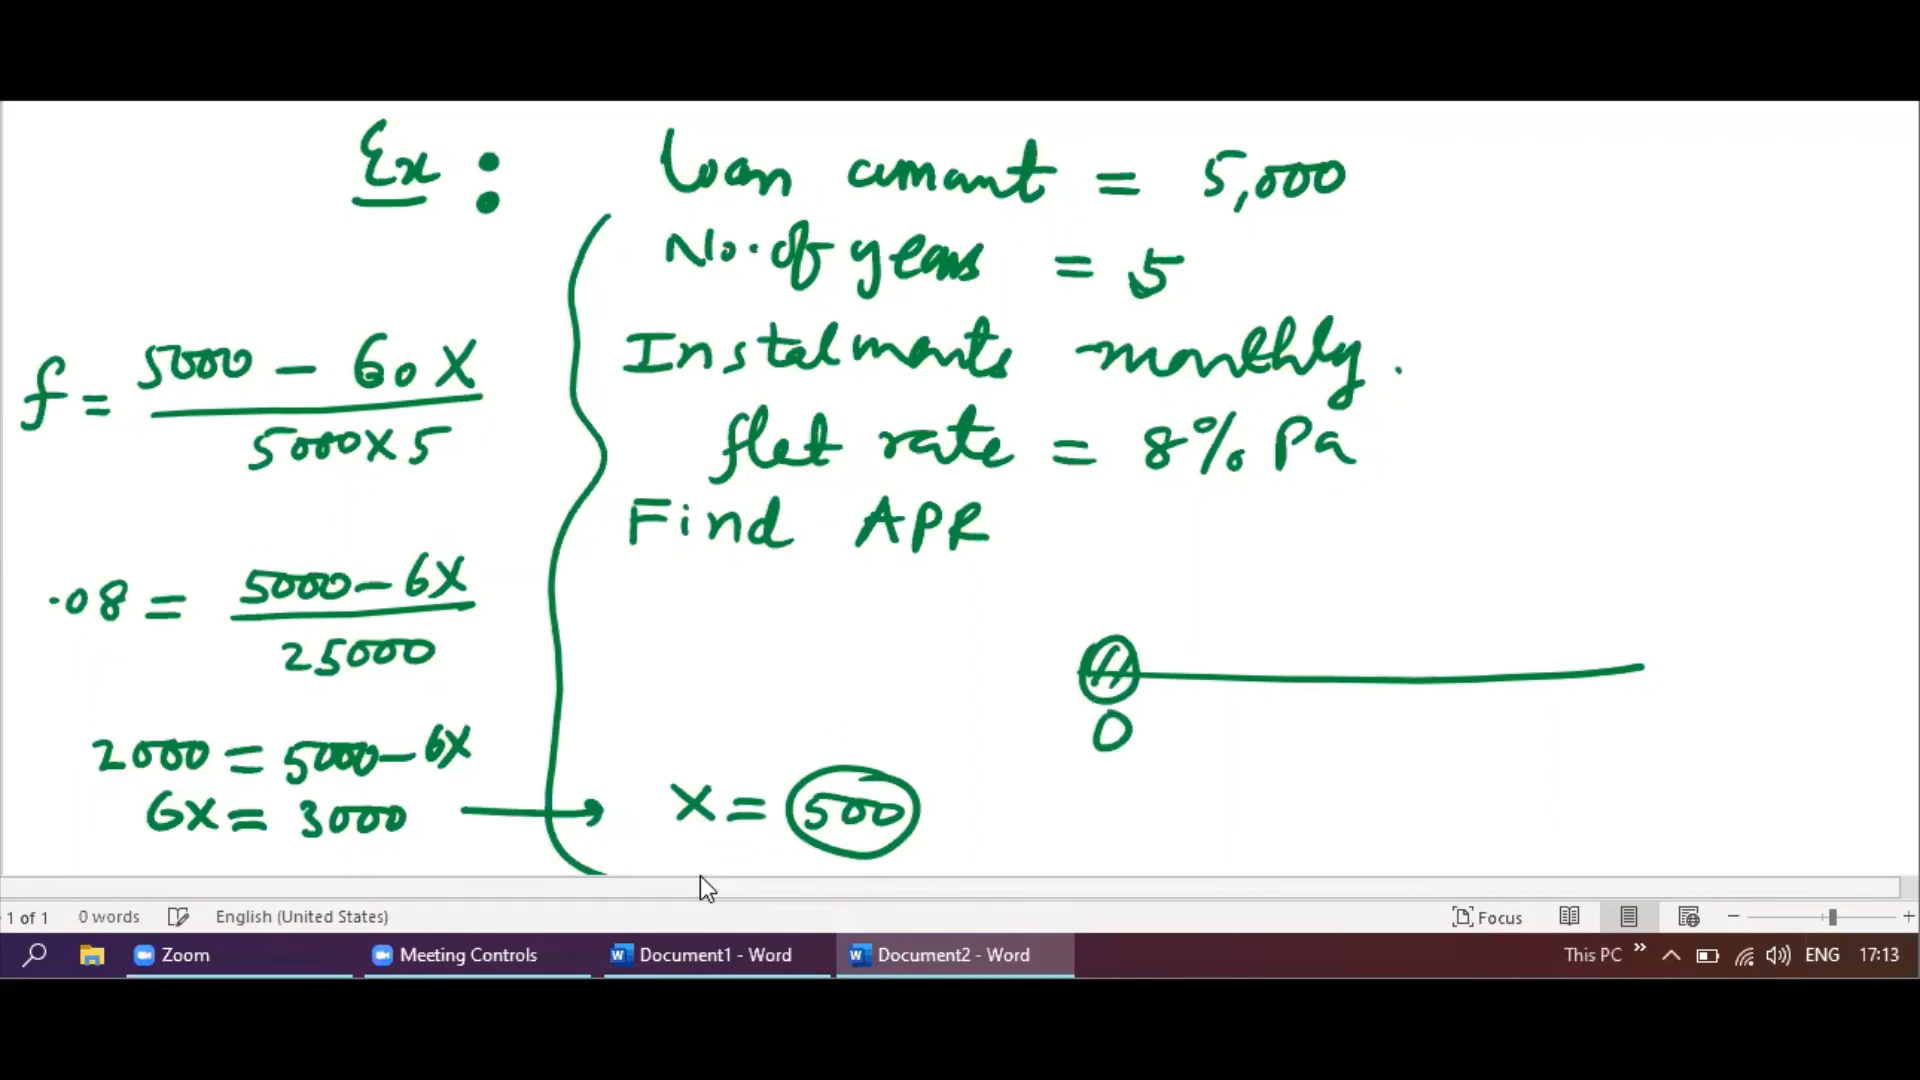 Ex : Loan amount = 5,000
No. of years = 5
Instalments monthly.
flat rate = 8% Pa
Find APR
f = 5000 - 60X
5000X5
.08 = 5000 - 6X
25000
2000 = 5000 - 6X
6X = 3000 → X = 500
0
1 of 1 0 words English (United States) Focus − +
Zoom Meeting Controls Document1 - Word Document2 - Word This PC » ENG 17:13